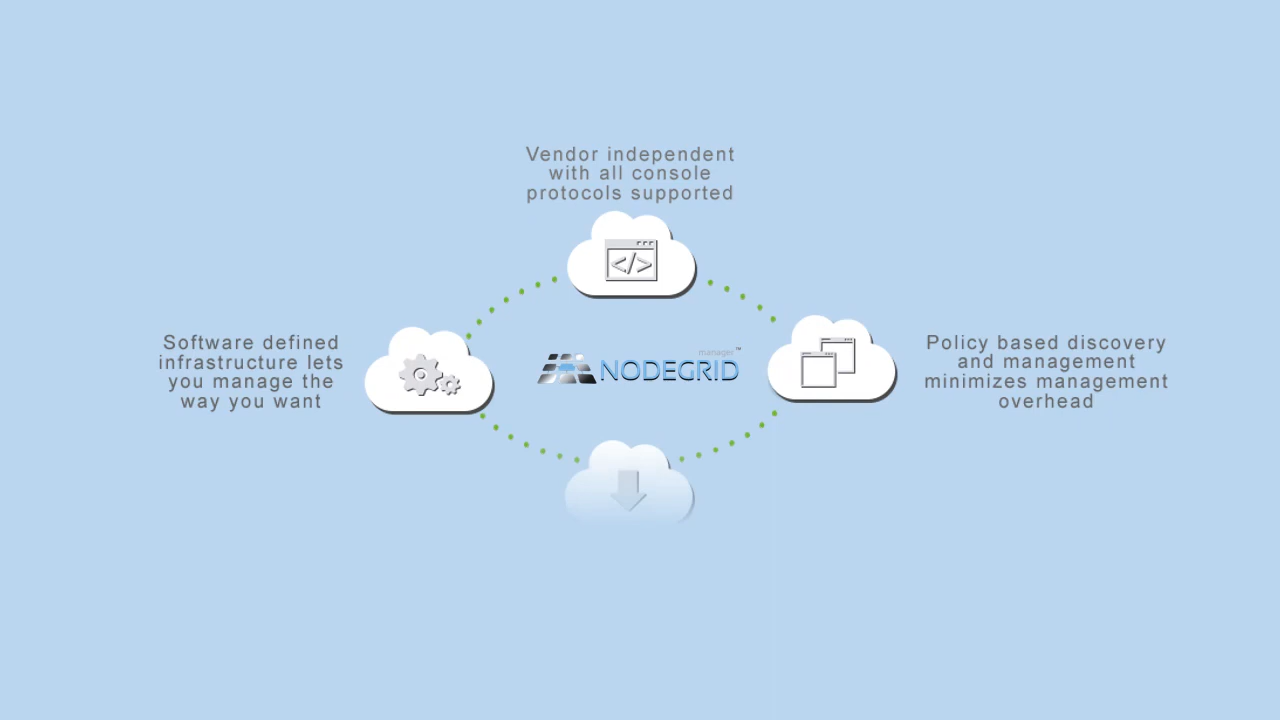 Vendor independent
with all console
protocols supported
</>
Software defined
infrastructure lets
you manage the
way you want
manager™
NODEGRID
Policy based discovery
and management
minimizes management
overhead